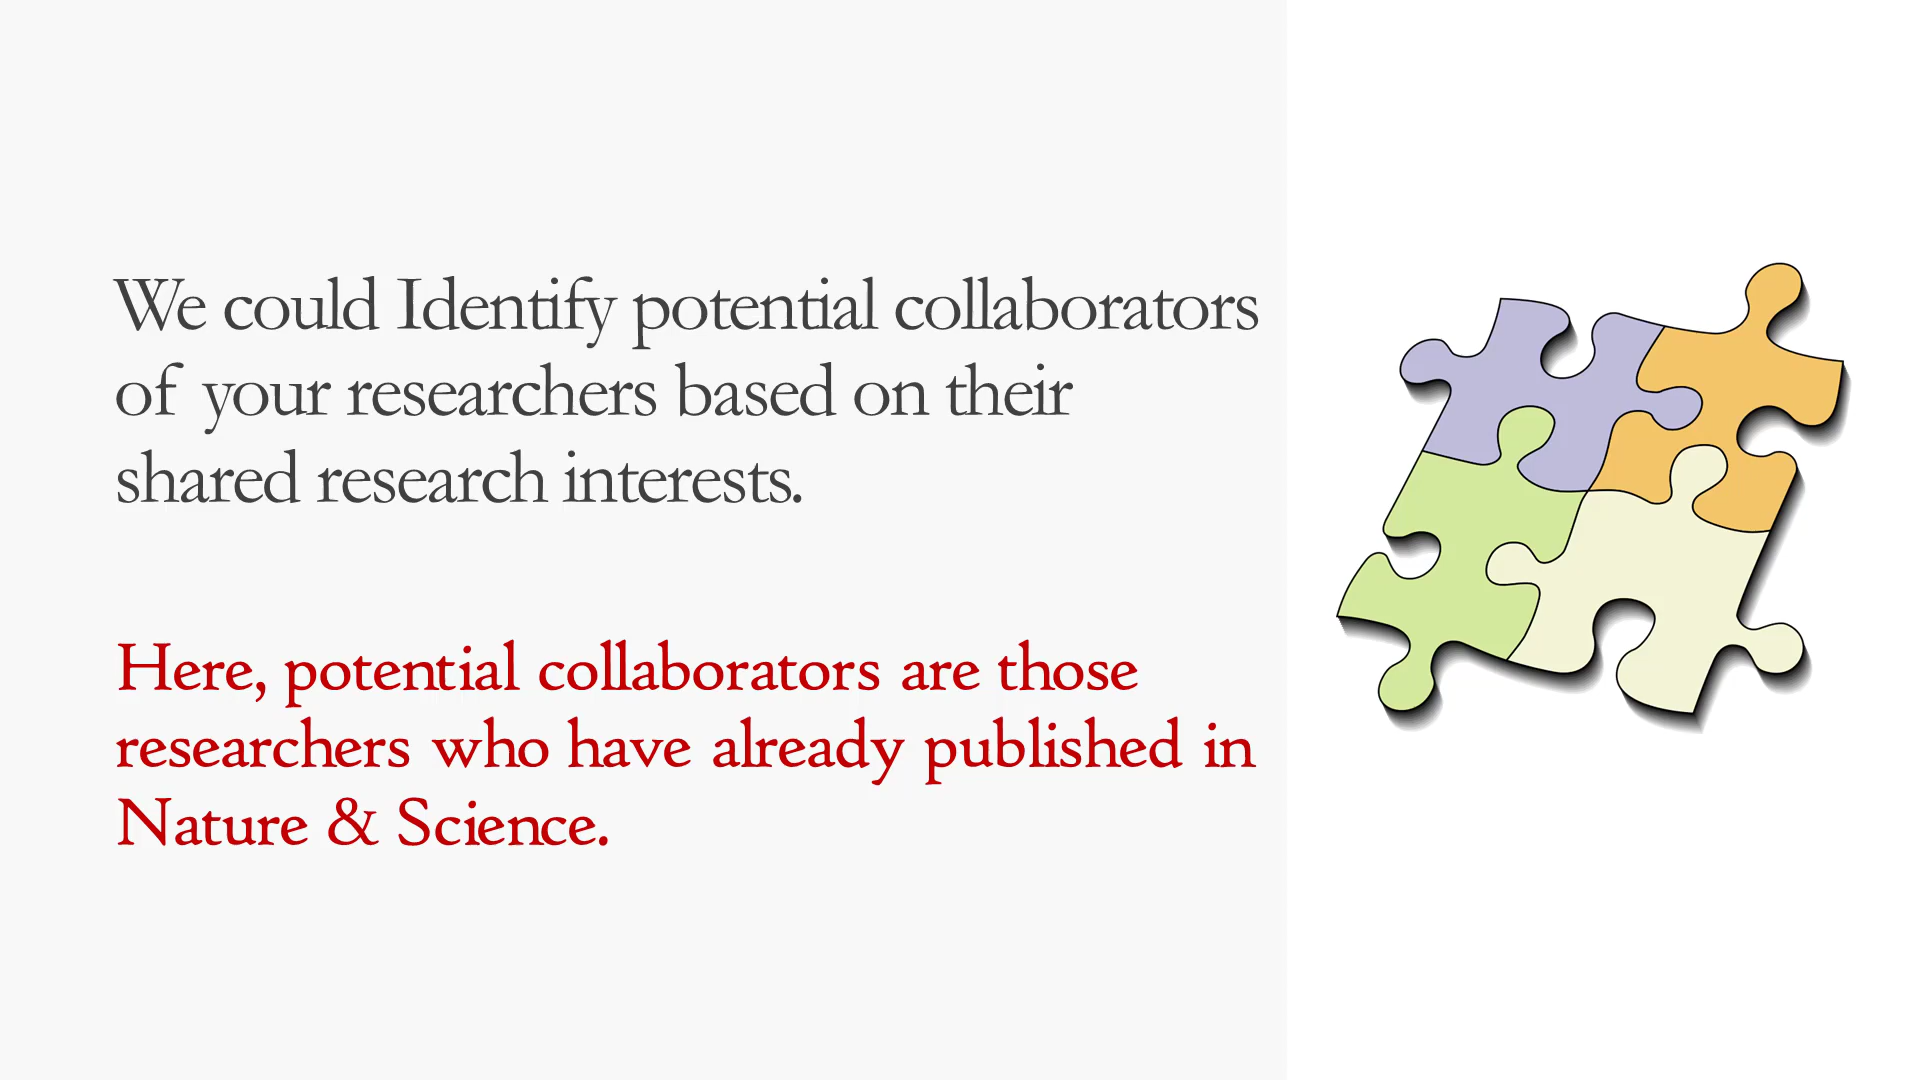 We could Identify potential collaborators
of your researchers based on their
shared research interests.
Here, potential collaborators are those
researchers who have already published in
Nature & Science.